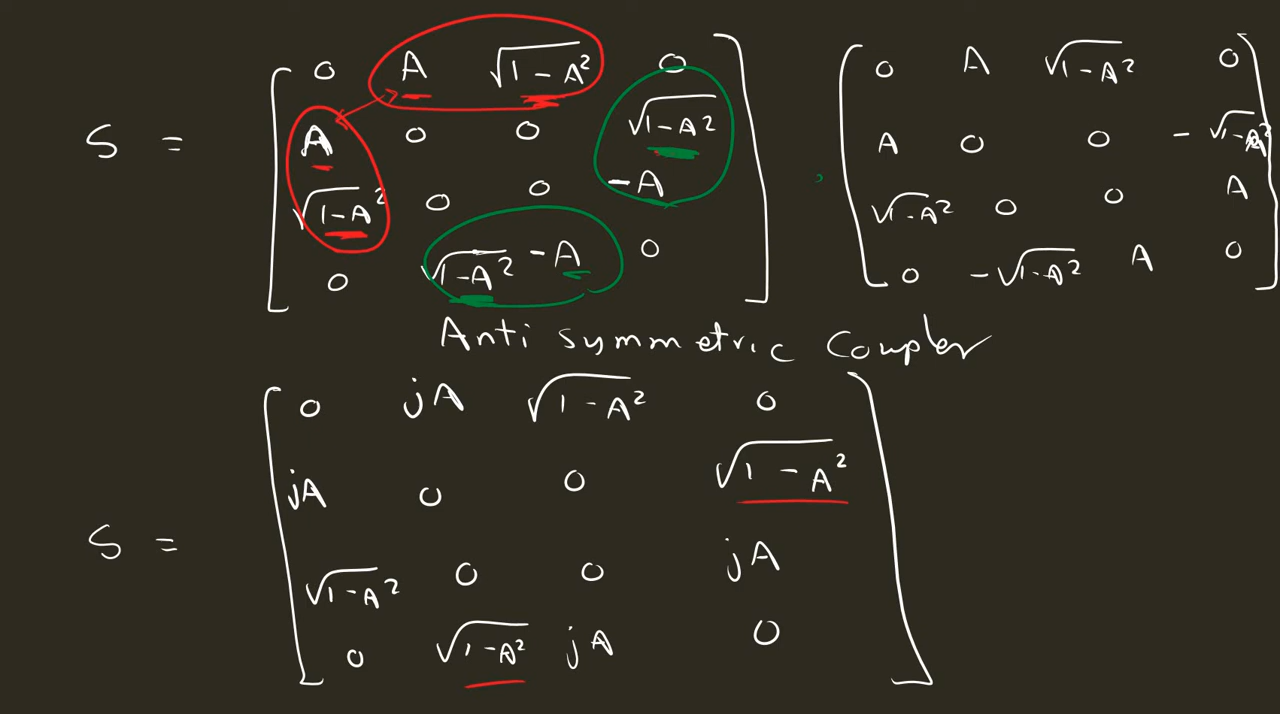 S = [ 0 A √(1-A²) 0 ] [ 0 A √(1-A²) 0 ]
[ A 0 0 √(1-A²) ] [ A 0 0 -√(1-A²) ]
[ √(1-A²) 0 0 -A ] [ √(1-A²) 0 0 A ]
[ 0 √(1-A²) -A 0 ] [ 0 -√(1-A²) A 0 ]
Anti symmetric Coupler
S = [ 0 jA √(1-A²) 0 ]
[ jA 0 0 √(1-A²) ]
[ √(1-A²) 0 0 jA ]
[ 0 √(1-A²) jA 0 ]